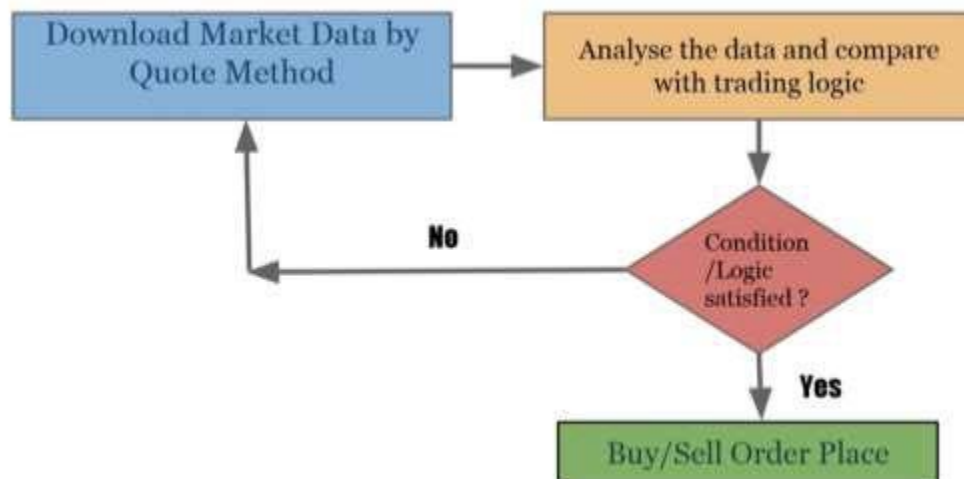 Download Market Data by
Quote Method
Analyse the data and compare
with trading logic
Condition
/Logic
satisfied ?
No
Yes
Buy/Sell Order Place